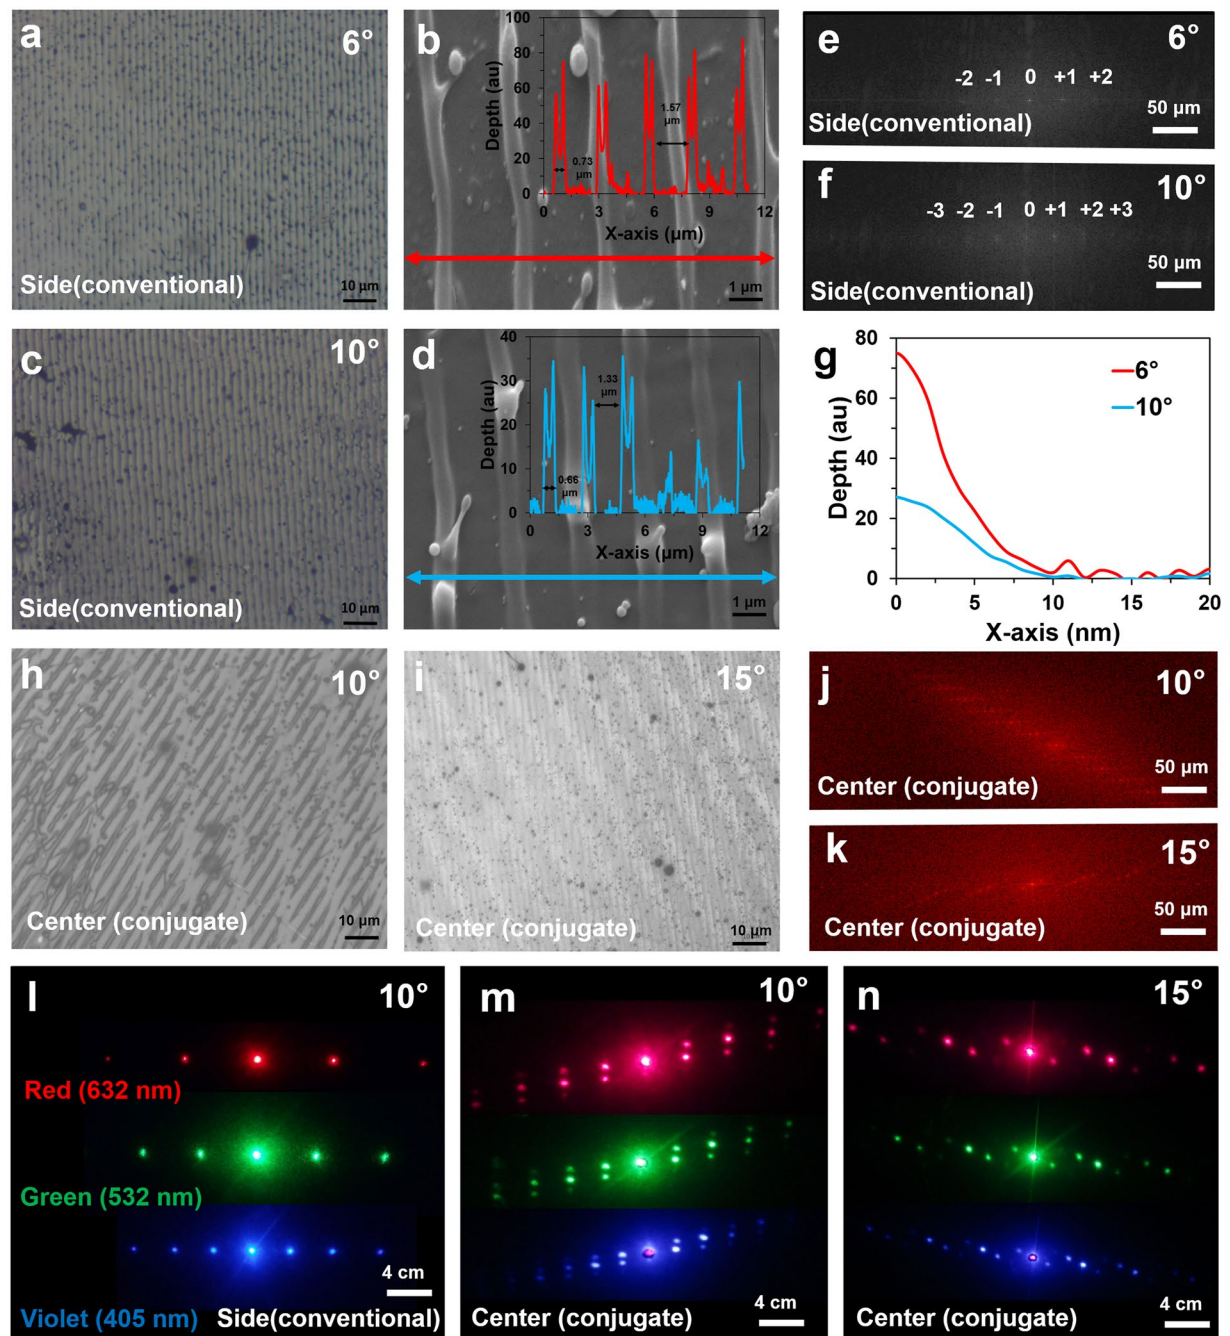 a
6°
Side(conventional)
10 µm
b
Depth (au)
100
80
60
40
20
0
0.73
µm
1.57
µm
0
3
6
9
12
X-axis (µm)
1 µm
e
6°
-2
-1
0
+1
+2
Side(conventional)
50 µm
f
10°
-3
-2
-1
0
+1
+2
+3
50 µm
Side(conventional)
c
10°
Side(conventional)
10 µm
d
Depth (au)
40
30
20
10
0
0.66
µm
1.33
µm
0
3
6
9
12
X-axis (µm)
1 µm
g
Depth (au)
80
60
40
20
0
6°
10°
0
5
10
15
20
X-axis (nm)
h
10°
Center (conjugate)
10 µm
i
15°
Center (conjugate)
10 µm
j
10°
50 µm
Center (conjugate)
k
15°
50 µm
Center (conjugate)
l
10°
Red (632 nm)
Green (532 nm)
4 cm
Violet (405 nm)
Side(conventional)
m
10°
4 cm
Center (conjugate)
n
15°
4 cm
Center (conjugate)